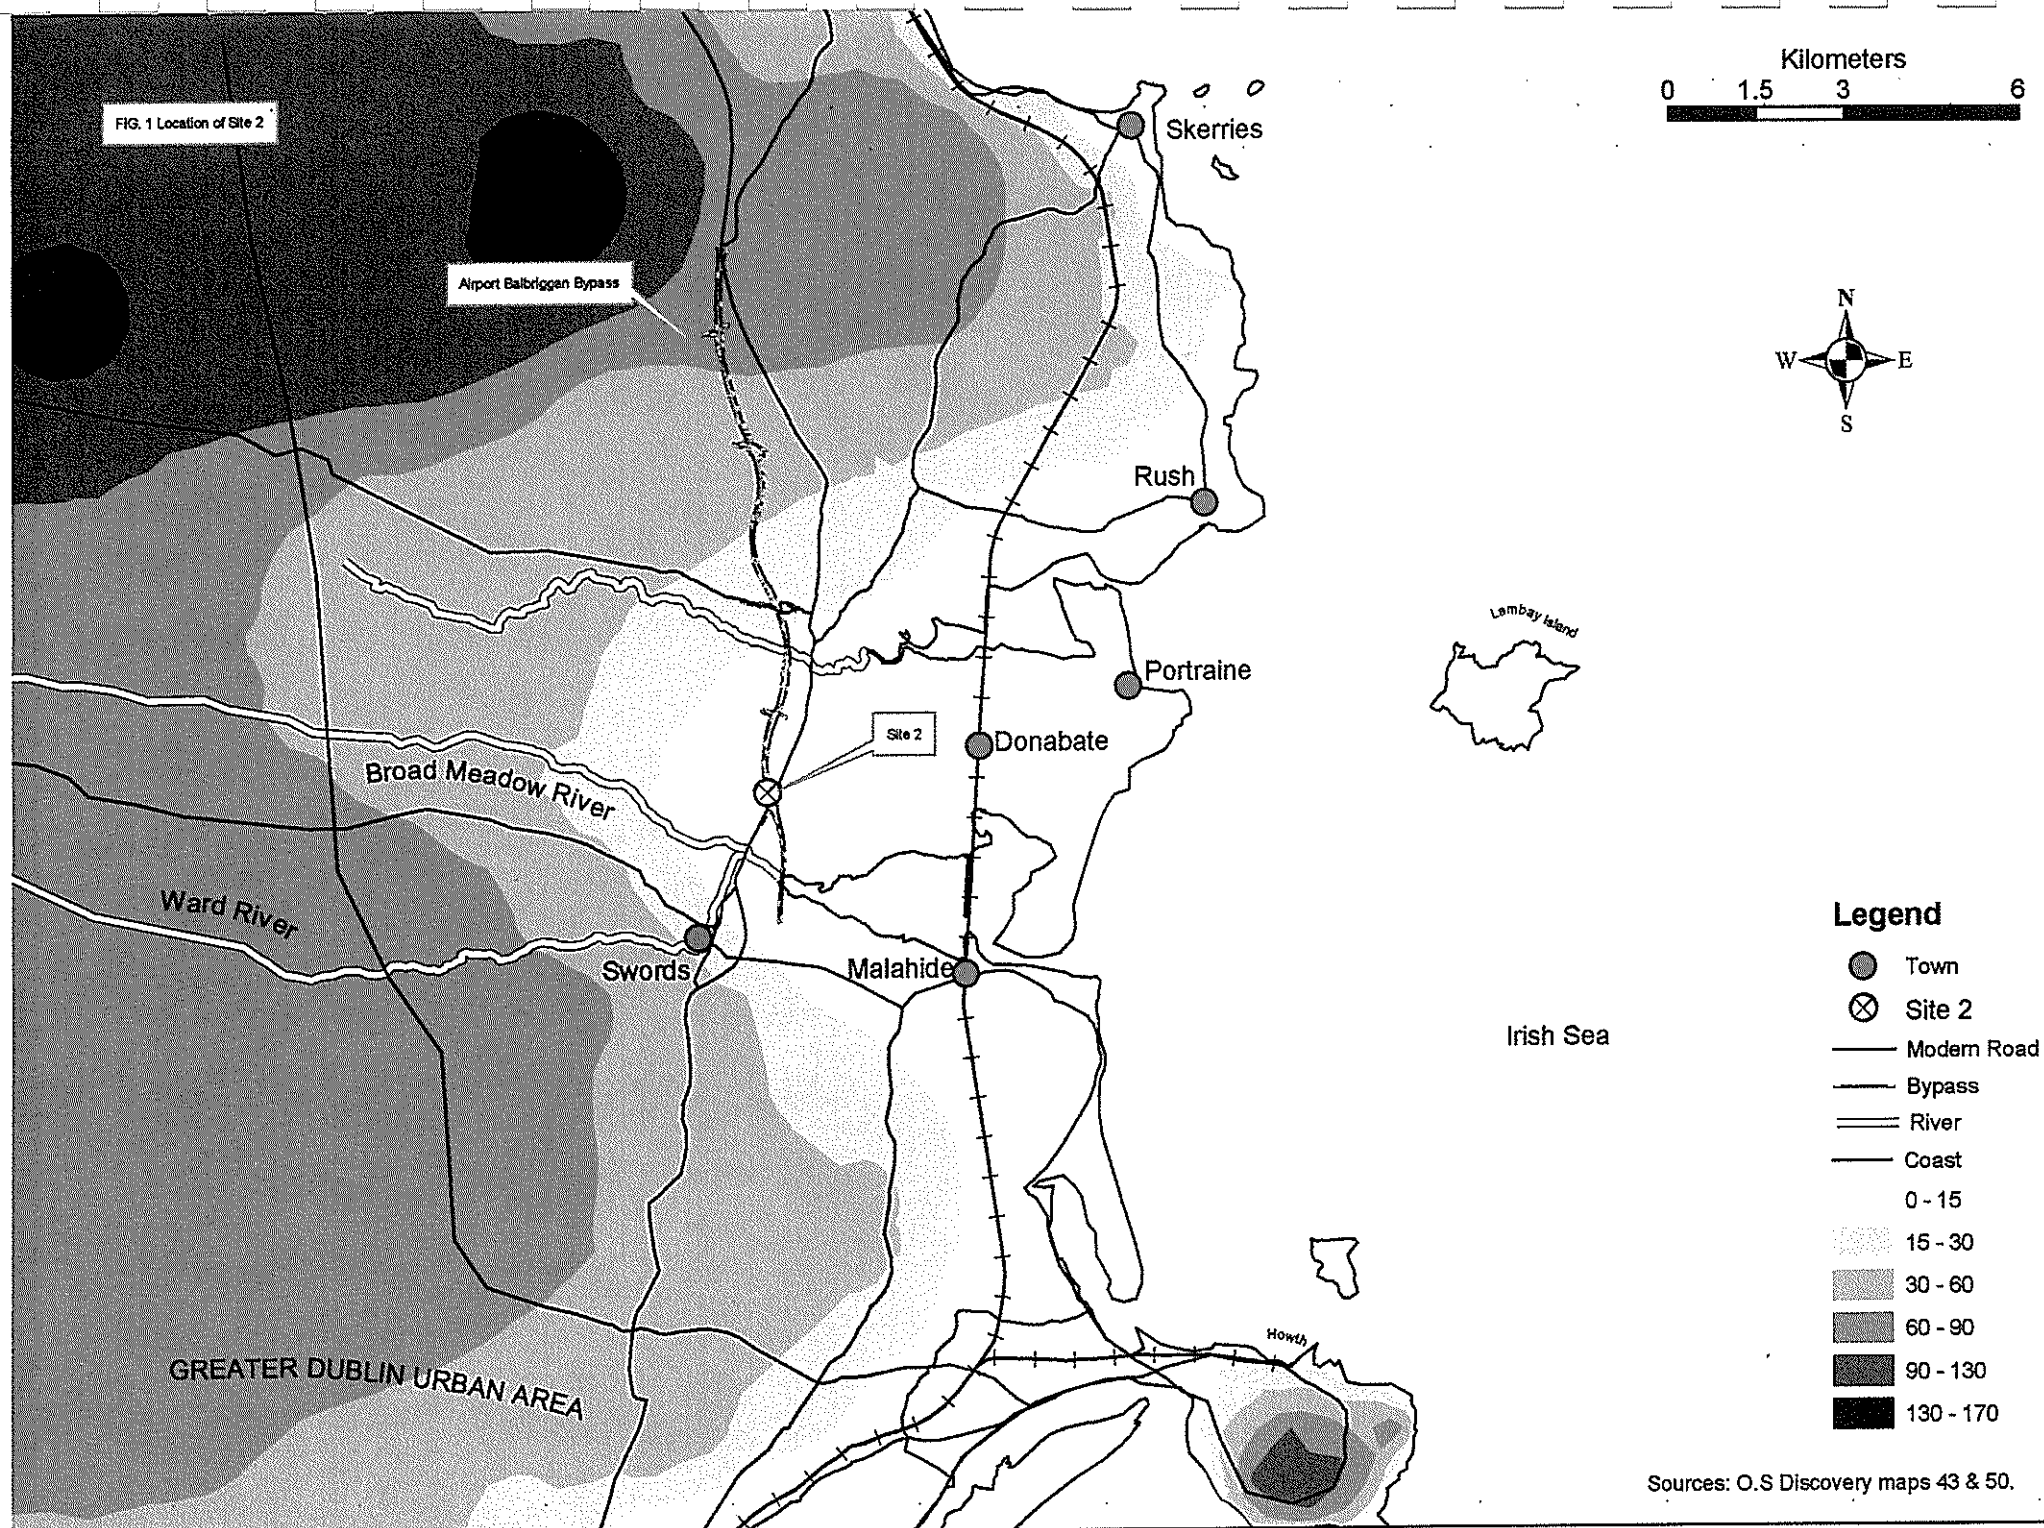 Kilometers
0 1.5 3 6
FIG. 1 Location of Site 2
Skerries
Airport Balbriggan Bypass
N
W E
S
Rush
Lambay Island
Portraine
Site 2
Donabate
Broad Meadow River
Ward River
Swords
Malahide
Irish Sea
Legend
Town
Site 2
Modern Road
Bypass
River
Coast
0 - 15
15 - 30
30 - 60
60 - 90
90 - 130
130 - 170
Howth
GREATER DUBLIN URBAN AREA
Sources: O.S Discovery maps 43 & 50.